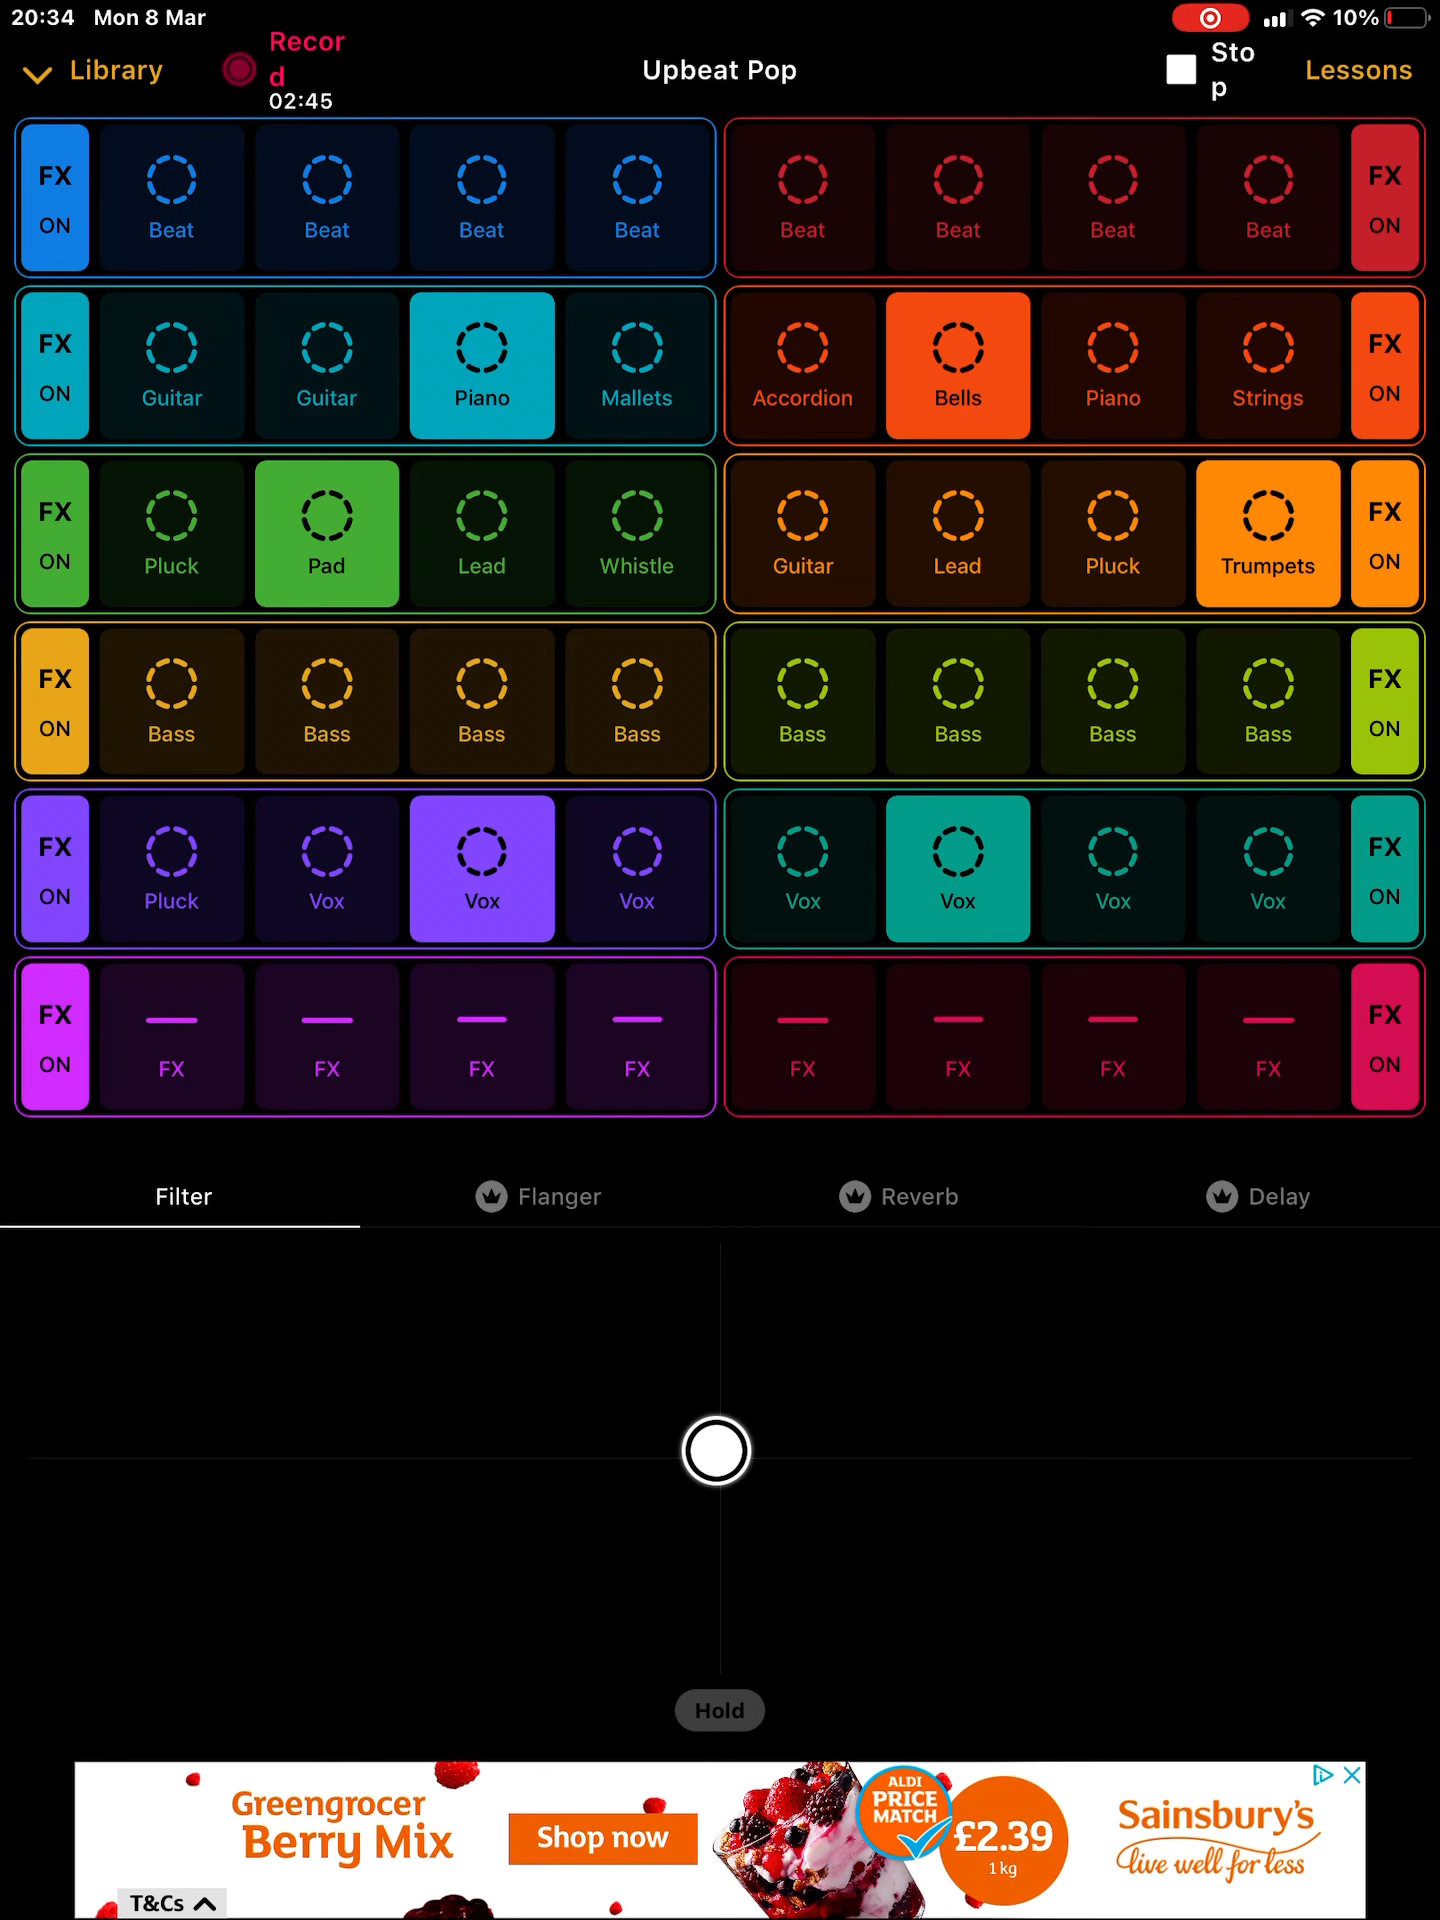 20:34 Mon 8 Mar 10%
Library
Recor
d
02:45
Upbeat Pop
Sto
p
Lessons
FX Beat Beat Beat Beat Beat Beat Beat Beat FX
ON ON
FX Guitar Guitar Piano Mallets Accordion Bells Piano Strings FX
ON ON
FX Pluck Pad Lead Whistle Guitar Lead Pluck Trumpets FX
ON ON
FX Bass Bass Bass Bass Bass Bass Bass Bass FX
ON ON
FX Pluck Vox Vox Vox Vox Vox Vox Vox FX
ON ON
FX FX FX FX FX FX FX FX FX FX
ON ON
Filter Flanger Reverb Delay
Hold
Greengrocer
Berry Mix
T&Cs
Shop now
ALDI
PRICE
MATCH
£2.39
1kg
Sainsbury's
live well for less